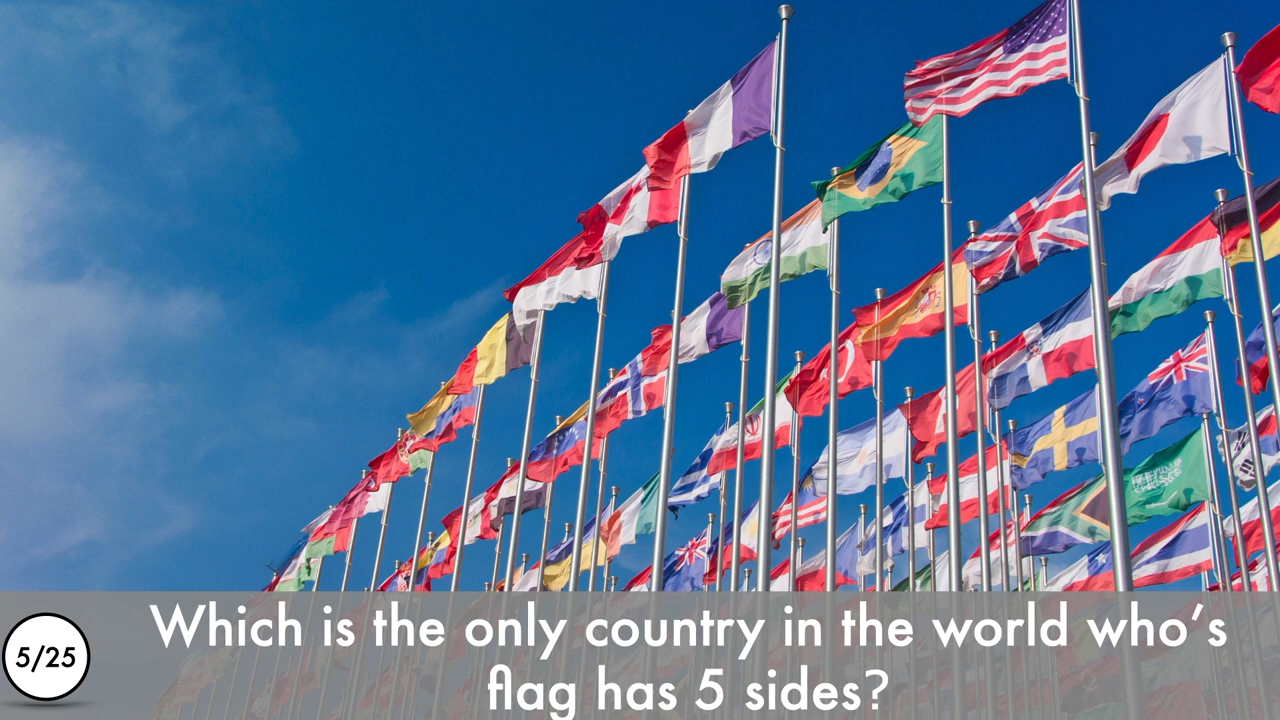 Which is the only country in the world who’s
flag has 5 sides?
5/25